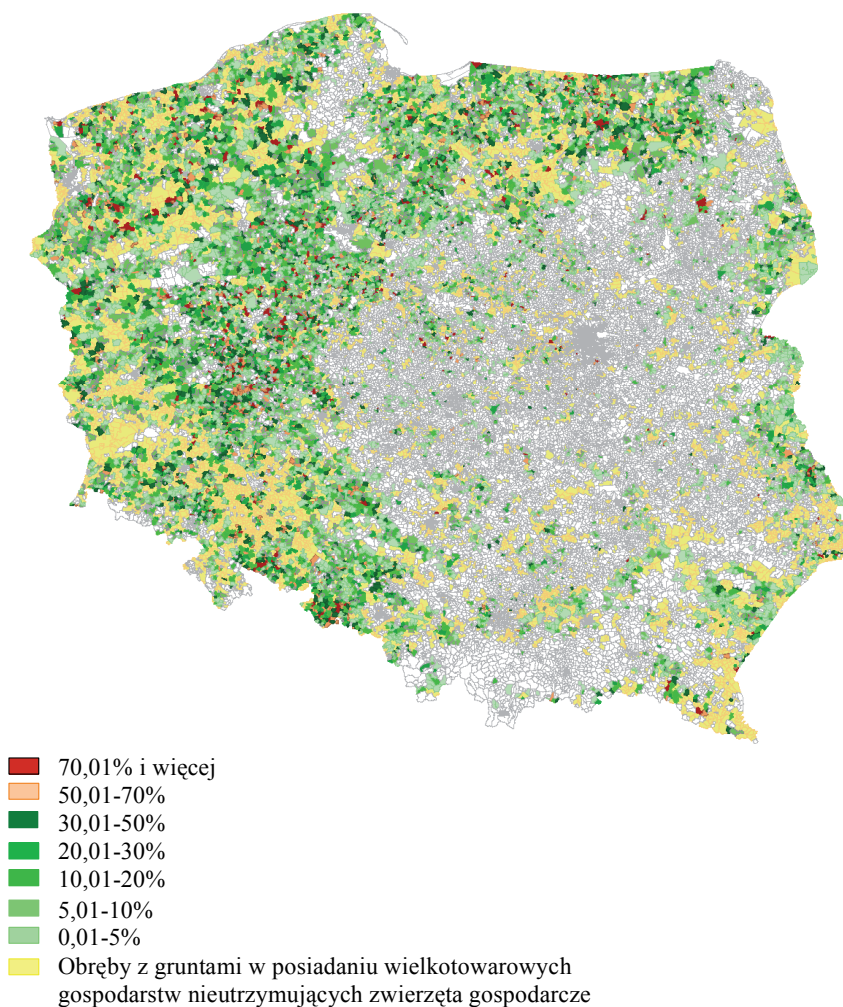 70,01% i więcej
50,01-70%
30,01-50%
20,01-30%
10,01-20%
5,01-10%
0,01-5%
Obręby z gruntami w posiadaniu wielkotowarowych
gospodarstw nieutrzymujących zwierzęta gospodarcze